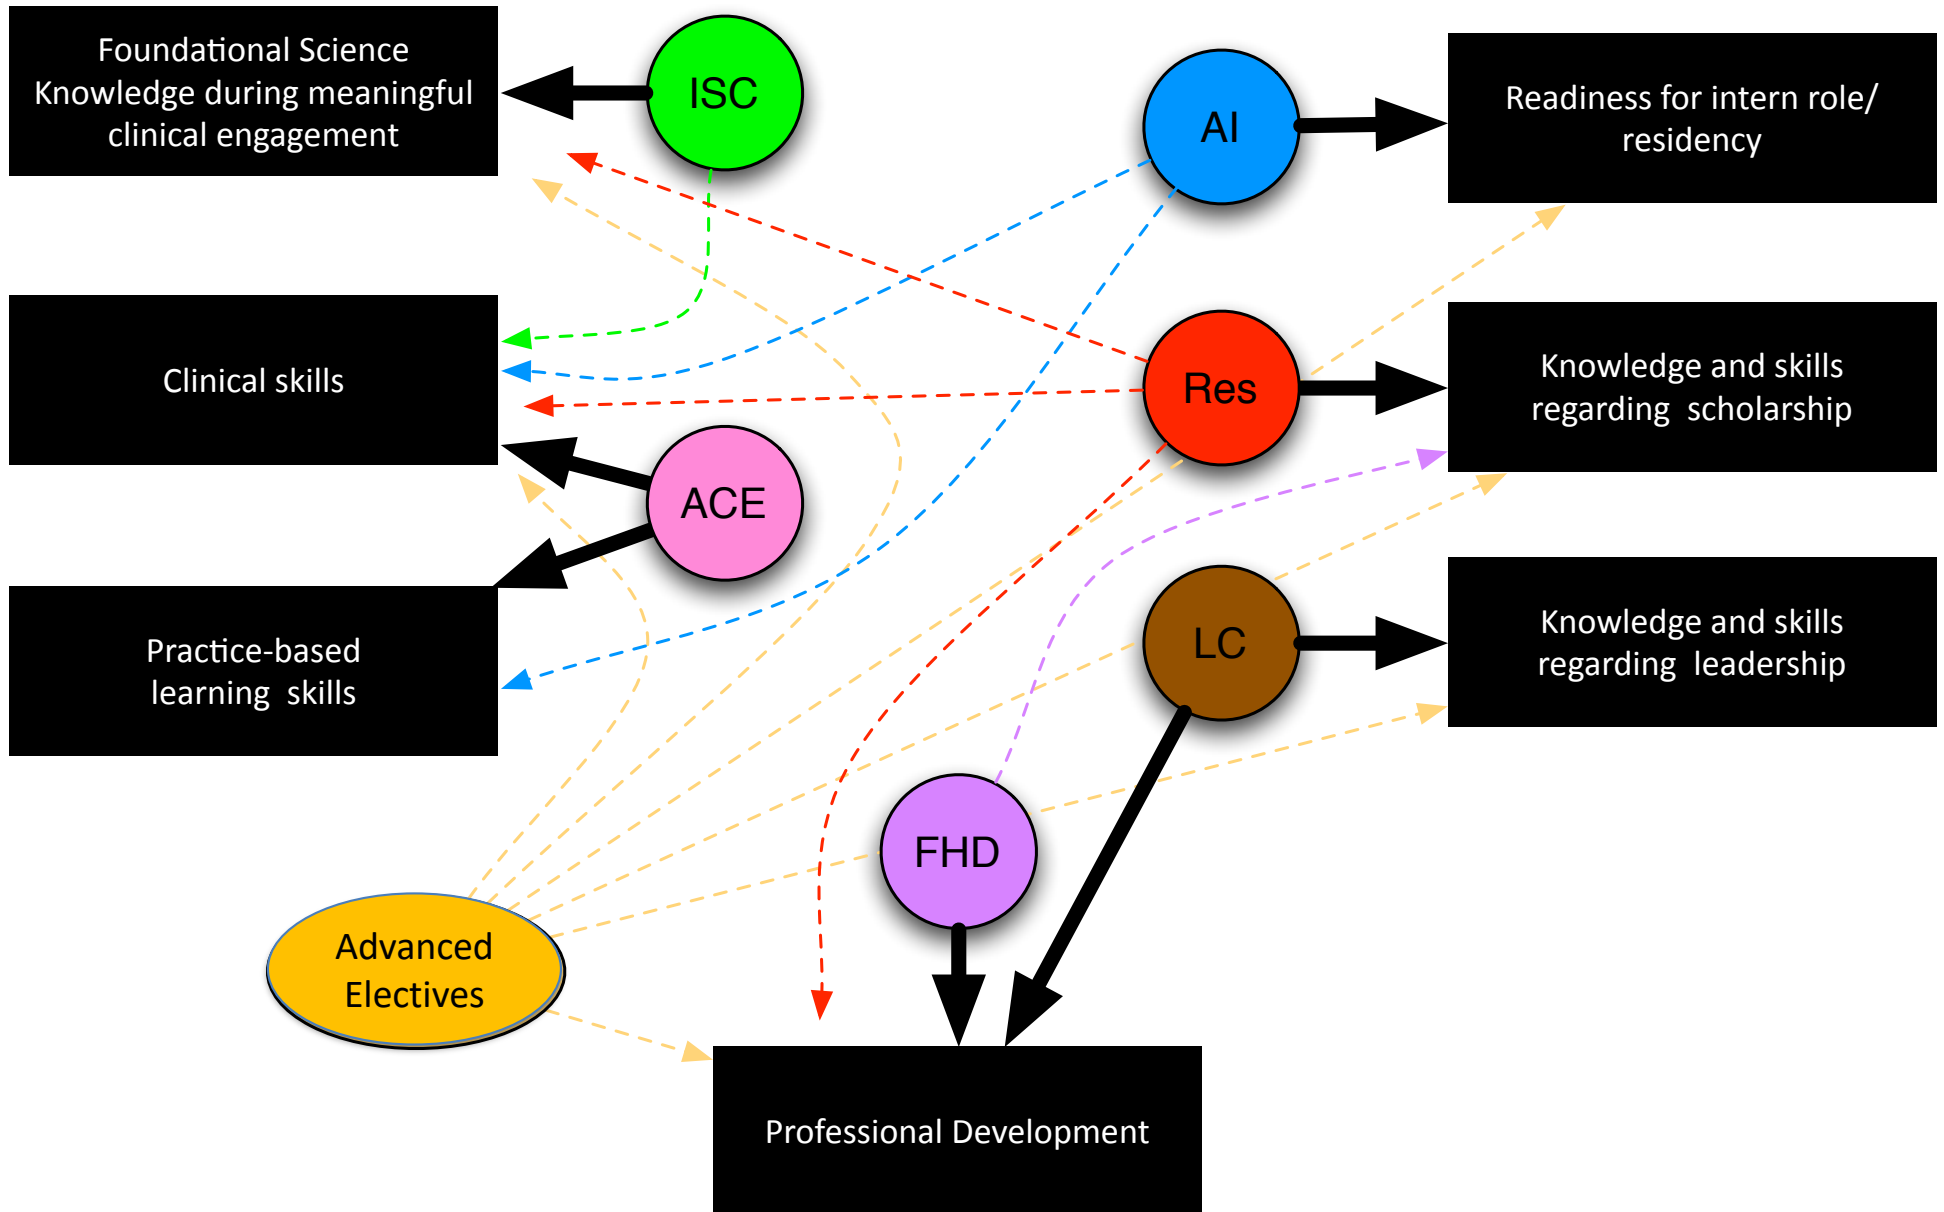 Foundational Science
Knowledge during meaningful
clinical engagement
ISC
AI
Readiness for intern role/
residency
Clinical skills
Res
Knowledge and skills
regarding  scholarship
ACE
Practice-based
learning  skills
LC
Knowledge and skills
regarding  leadership
FHD
Advanced
Electives
Professional Development